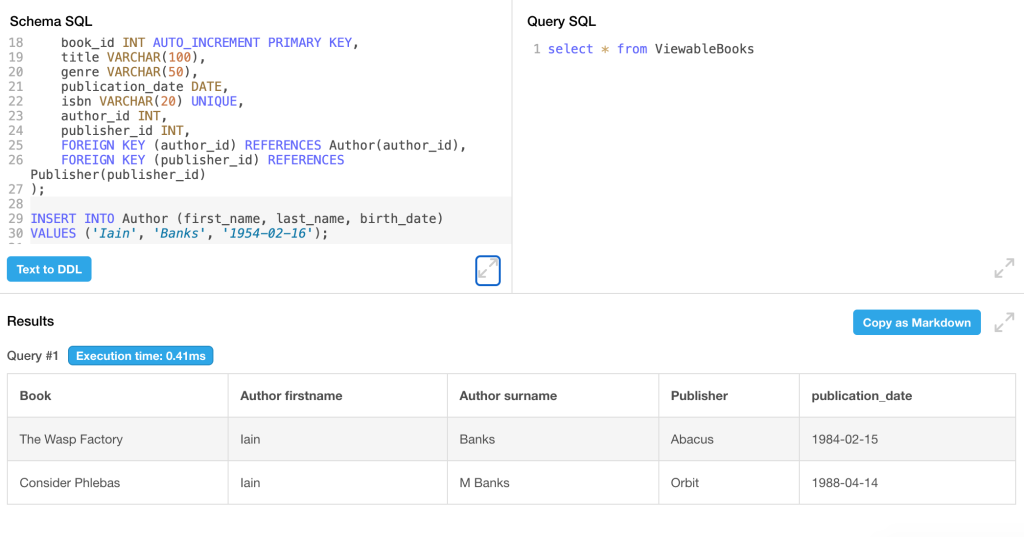 Schema SQL
18 book_id INT AUTO_INCREMENT PRIMARY KEY,
19 title VARCHAR(100),
20 genre VARCHAR(50),
21 publication_date DATE,
22 isbn VARCHAR(20) UNIQUE,
23 author_id INT,
24 publisher_id INT,
25 FOREIGN KEY (author_id) REFERENCES Author(author_id),
26 FOREIGN KEY (publisher_id) REFERENCES
Publisher(publisher_id)
27 );
28
29 INSERT INTO Author (first_name, last_name, birth_date)
30 VALUES ('Iain', 'Banks', '1954-02-16');
Text to DDL
Query SQL
1 select * from ViewableBooks
Results
Copy as Markdown
Query #1 Execution time: 0.41ms
Book Author firstname Author surname Publisher publication_date
The Wasp Factory Iain Banks Abacus 1984-02-15
Consider Phlebas Iain M Banks Orbit 1988-04-14